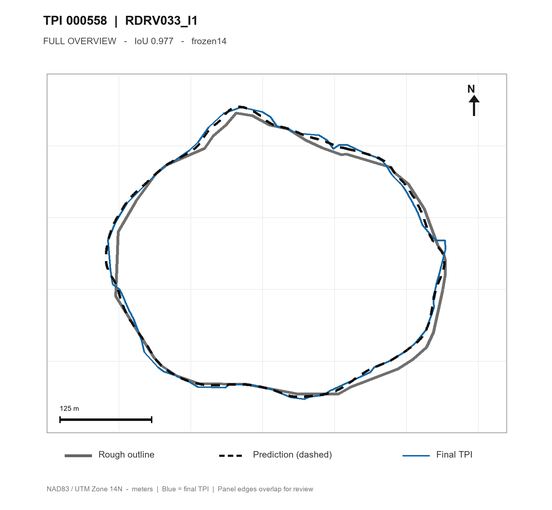 TPI 000558 | RDRV033_I1
FULL OVERVIEW - IoU 0.977 - frozen14
N
125 m
Rough outline Prediction (dashed) Final TPI
NAD83 / UTM Zone 14N - meters | Blue = final TPI | Panel edges overlap for review